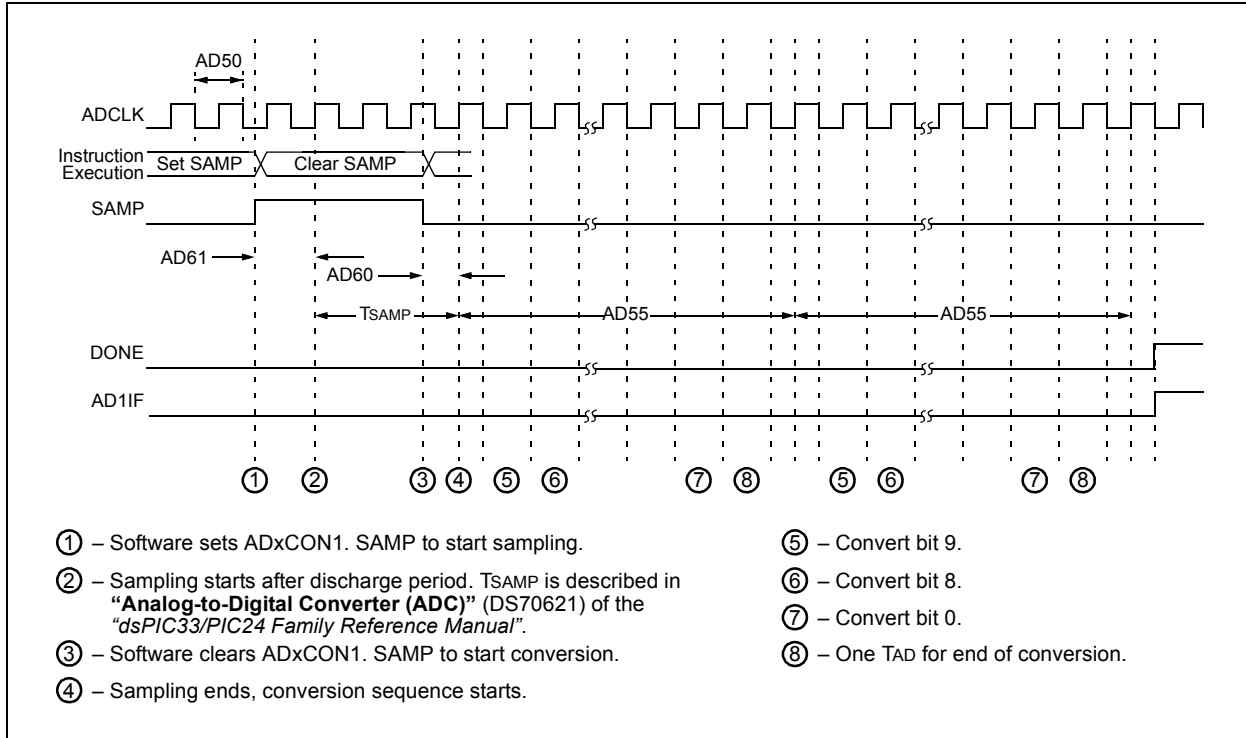 AD50
ADCLK
Instruction
Execution
Set SAMP
Clear SAMP
SAMP
AD61
AD60
TSAMP
AD55
AD55
DONE
AD1IF
① ② ③ ④ ⑤ ⑥ ⑦ ⑧ ⑤ ⑥ ⑦ ⑧
① – Software sets ADxCON1. SAMP to start sampling.
② – Sampling starts after discharge period. TSAMP is described in
“Analog-to-Digital Converter (ADC)” (DS70621) of the
“dsPIC33/PIC24 Family Reference Manual”.
③ – Software clears ADxCON1. SAMP to start conversion.
④ – Sampling ends, conversion sequence starts.
⑤ – Convert bit 9.
⑥ – Convert bit 8.
⑦ – Convert bit 0.
⑧ – One TAD for end of conversion.